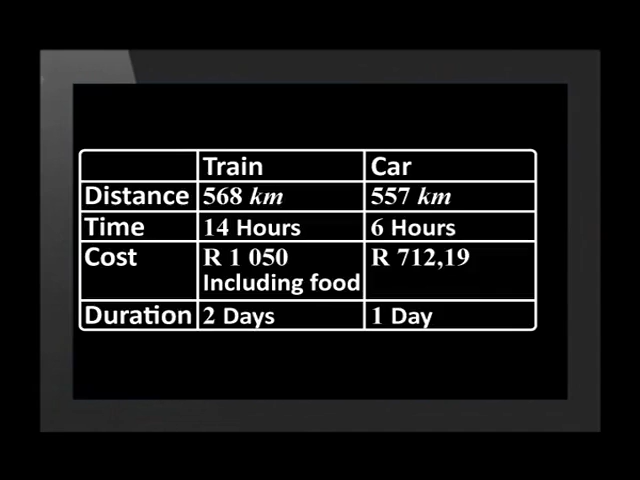 Train Car
Distance 568 km 557 km
Time 14 Hours 6 Hours
Cost R 1 050 R 712,19
Including food
Duration 2 Days 1 Day